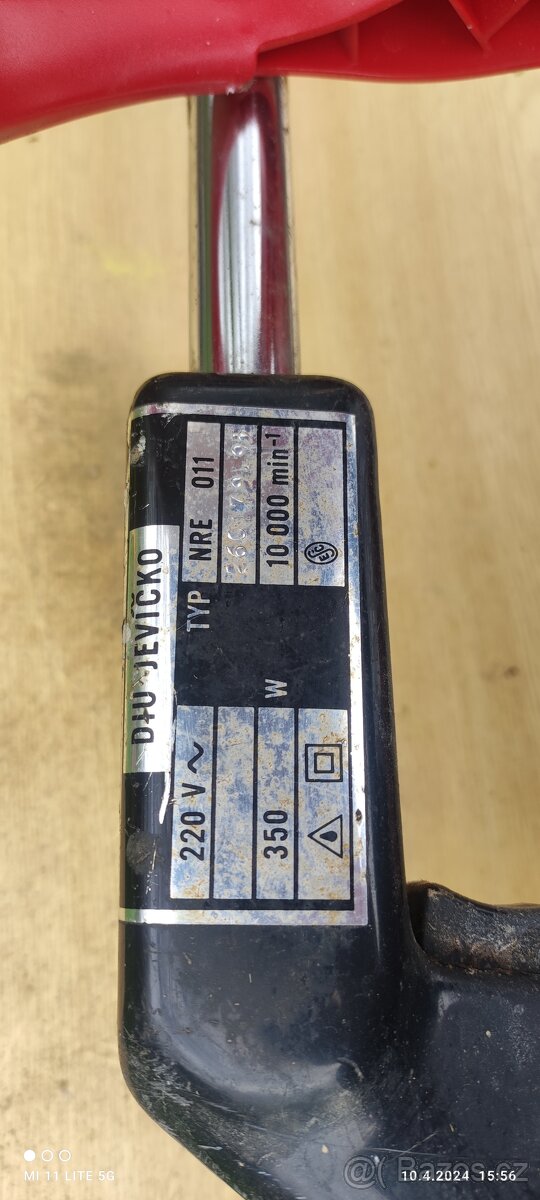 DJU JEVÍČKO
TYP NRE 011
220 V ~
10 000 min⁻¹
350 W
MI 11 LITE 5G
10.4.2024 15:56
@ Bazos.cz